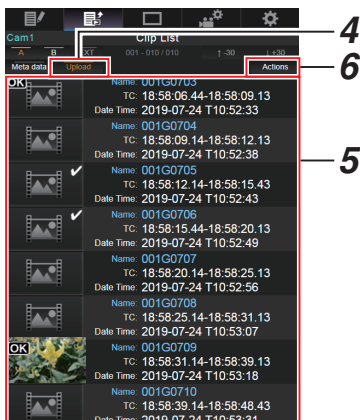 Cam1 Clip List
A B XT 001 - 010 / 010 ↑ -30 ↓ +30
Meta data Upload Actions
4
6
5
OK Name: 001G0703
TC: 18:58:06.44-18:58:09.13
Date Time: 2019-07-24 T10:52:33
Name: 001G0704
TC: 18:58:09.14-18:58:12.13
Date Time: 2019-07-24 T10:52:38
Name: 001G0705
TC: 18:58:12.14-18:58:15.43
Date Time: 2019-07-24 T10:52:43
Name: 001G0706
TC: 18:58:15.44-18:58:20.13
Date Time: 2019-07-24 T10:52:49
Name: 001G0707
TC: 18:58:20.14-18:58:25.13
Date Time: 2019-07-24 T10:52:56
Name: 001G0708
TC: 18:58:25.14-18:58:31.13
Date Time: 2019-07-24 T10:53:07
OK Name: 001G0709
TC: 18:58:31.14-18:58:39.13
Date Time: 2019-07-24 T10:53:18
Name: 001G0710
TC: 18:58:39.14-18:58:48.43
Date Time: 2019-07-24 T10:53:31